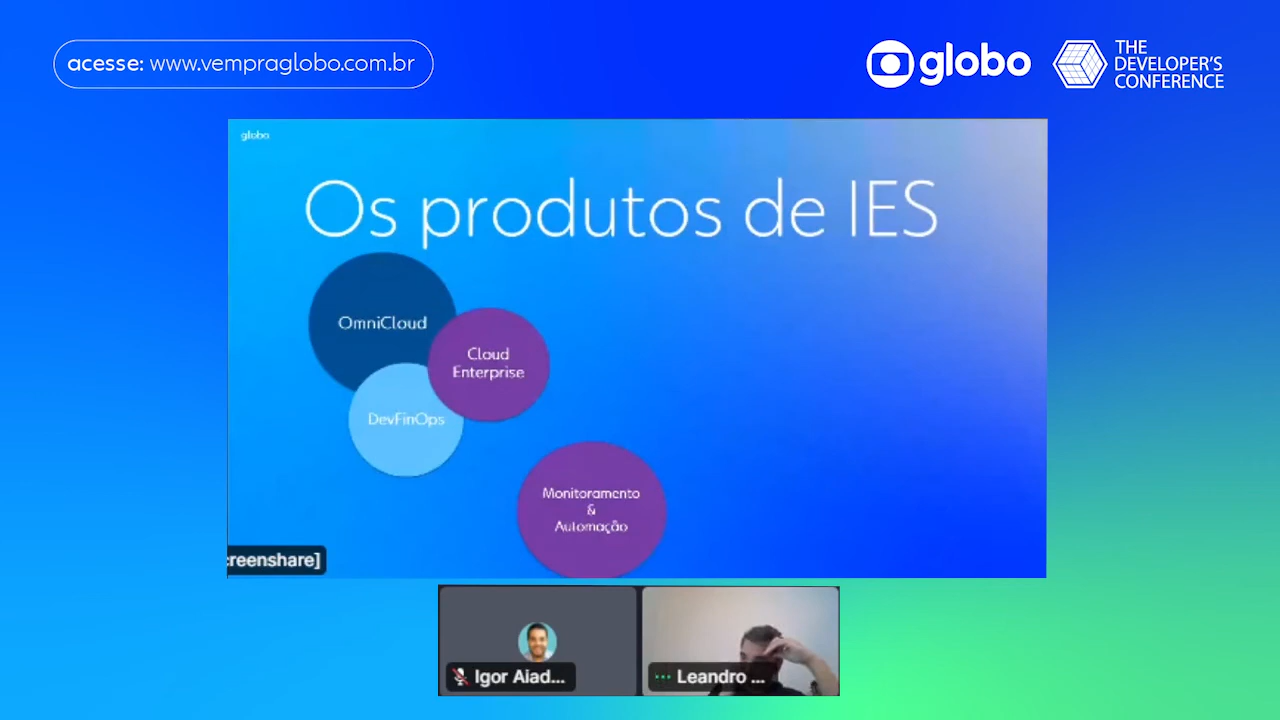 acesse: www.vempraglobo.com.br
globo
THE
DEVELOPER'S
CONFERENCE
globo
Os produtos de IES
OmniCloud
Cloud
Enterprise
DevFinOps
Monitoramento
&
Automação
creenshare]
Igor Aiad...
Leandro ...